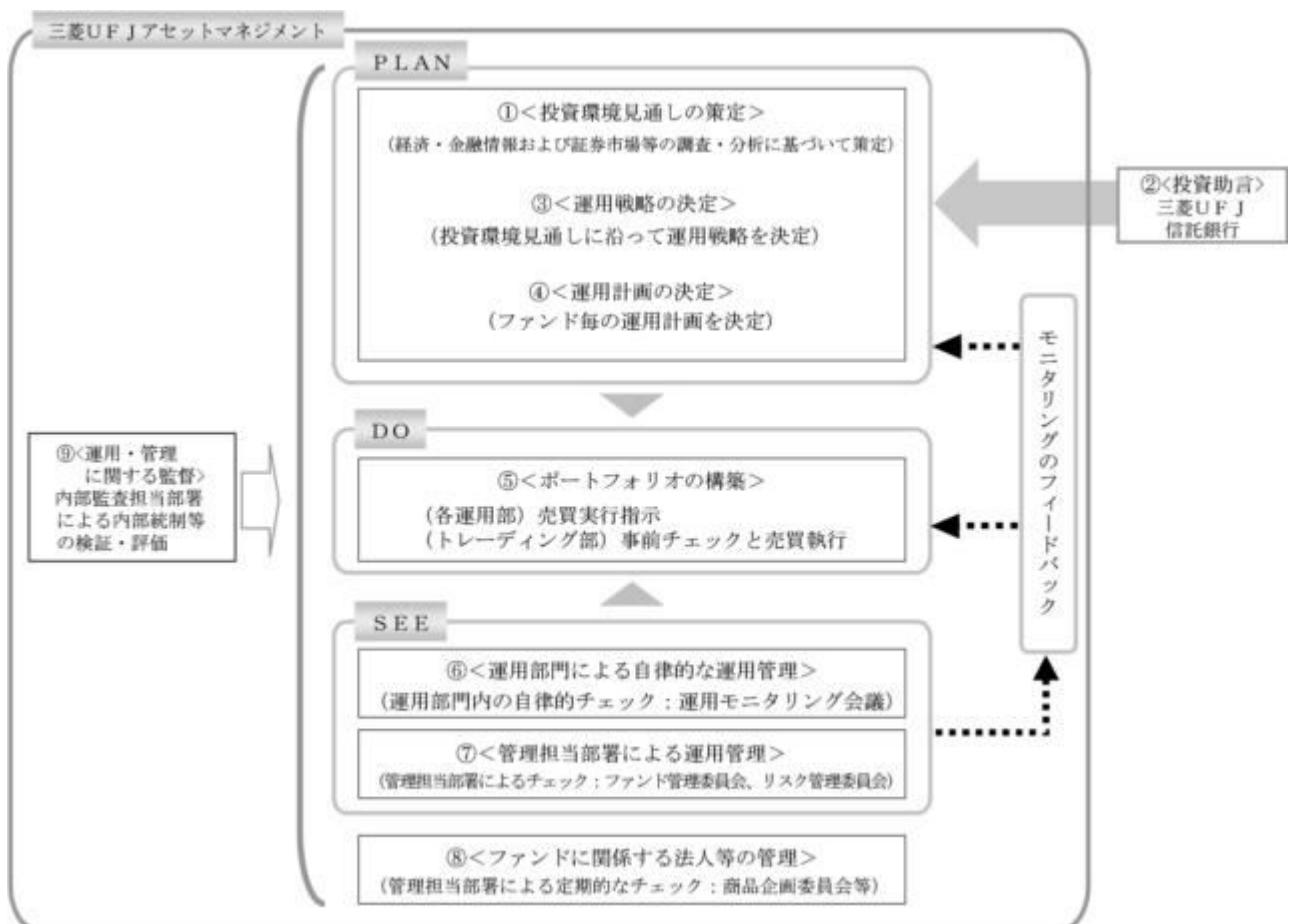 三菱ＵＦＪアセットマネジメント
ＰＬＡＮ
①＜投資環境見通しの策定＞
(経済・金融情報および証券市場等の調査・分析に基づいて策定)
②<投資助言>
三菱ＵＦＪ
信託銀行
③＜運用戦略の決定＞
(投資環境見通しに沿って運用戦略を決定)
④＜運用計画の決定＞
(ファンド毎の運用計画を決定)
モニタリングのフィードバック
ＤＯ
⑤＜ポートフォリオの構築＞
(各運用部）売買実行指示
(トレーディング部）事前チェックと売買執行
⑨<運用・管理
に関する監督>
内部監査担当部署
による内部統制等
の検証・評価
ＳＥＥ
⑥＜運用部門による自律的な運用管理＞
(運用部門内の自律的チェック：運用モニタリング会議)
⑦＜管理担当部署による運用管理＞
(管理担当部署によるチェック：ファンド管理委員会、リスク管理委員会)
⑧＜ファンドに関係する法人等の管理＞
(管理担当部署による定期的なチェック：商品企画委員会等)